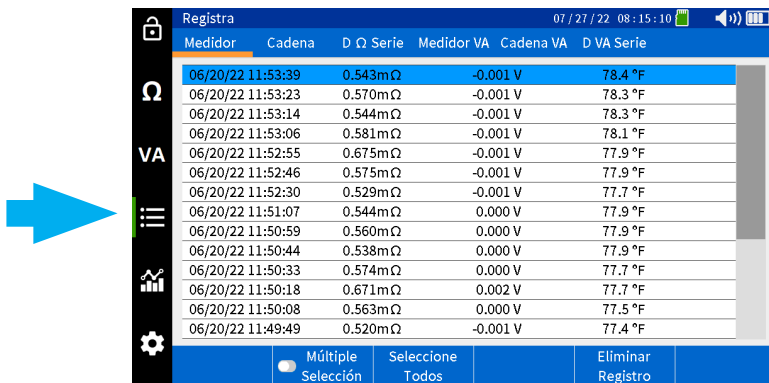 Registra 07/27/22 08:15:10
Medidor Cadena D Ω Serie Medidor VA Cadena VA D VA Serie
06/20/22 11:53:39 0.543mΩ -0.001 V 78.4 °F
06/20/22 11:53:23 0.570mΩ -0.001 V 78.3 °F
Ω
06/20/22 11:53:14 0.544mΩ -0.001 V 78.3 °F
06/20/22 11:53:06 0.581mΩ -0.001 V 78.1 °F
VA
06/20/22 11:52:55 0.675mΩ -0.001 V 77.9 °F
06/20/22 11:52:46 0.575mΩ -0.001 V 77.9 °F
06/20/22 11:52:30 0.529mΩ -0.001 V 77.7 °F
06/20/22 11:51:07 0.544mΩ 0.000 V 77.9 °F
06/20/22 11:50:59 0.560mΩ 0.000 V 77.9 °F
06/20/22 11:50:44 0.538mΩ 0.000 V 77.9 °F
06/20/22 11:50:33 0.574mΩ 0.000 V 77.7 °F
06/20/22 11:50:18 0.671mΩ 0.002 V 77.7 °F
06/20/22 11:50:08 0.563mΩ 0.000 V 77.5 °F
06/20/22 11:49:49 0.520mΩ -0.001 V 77.4 °F
Múltiple
Selección
Seleccione
Todos
Eliminar
Registro